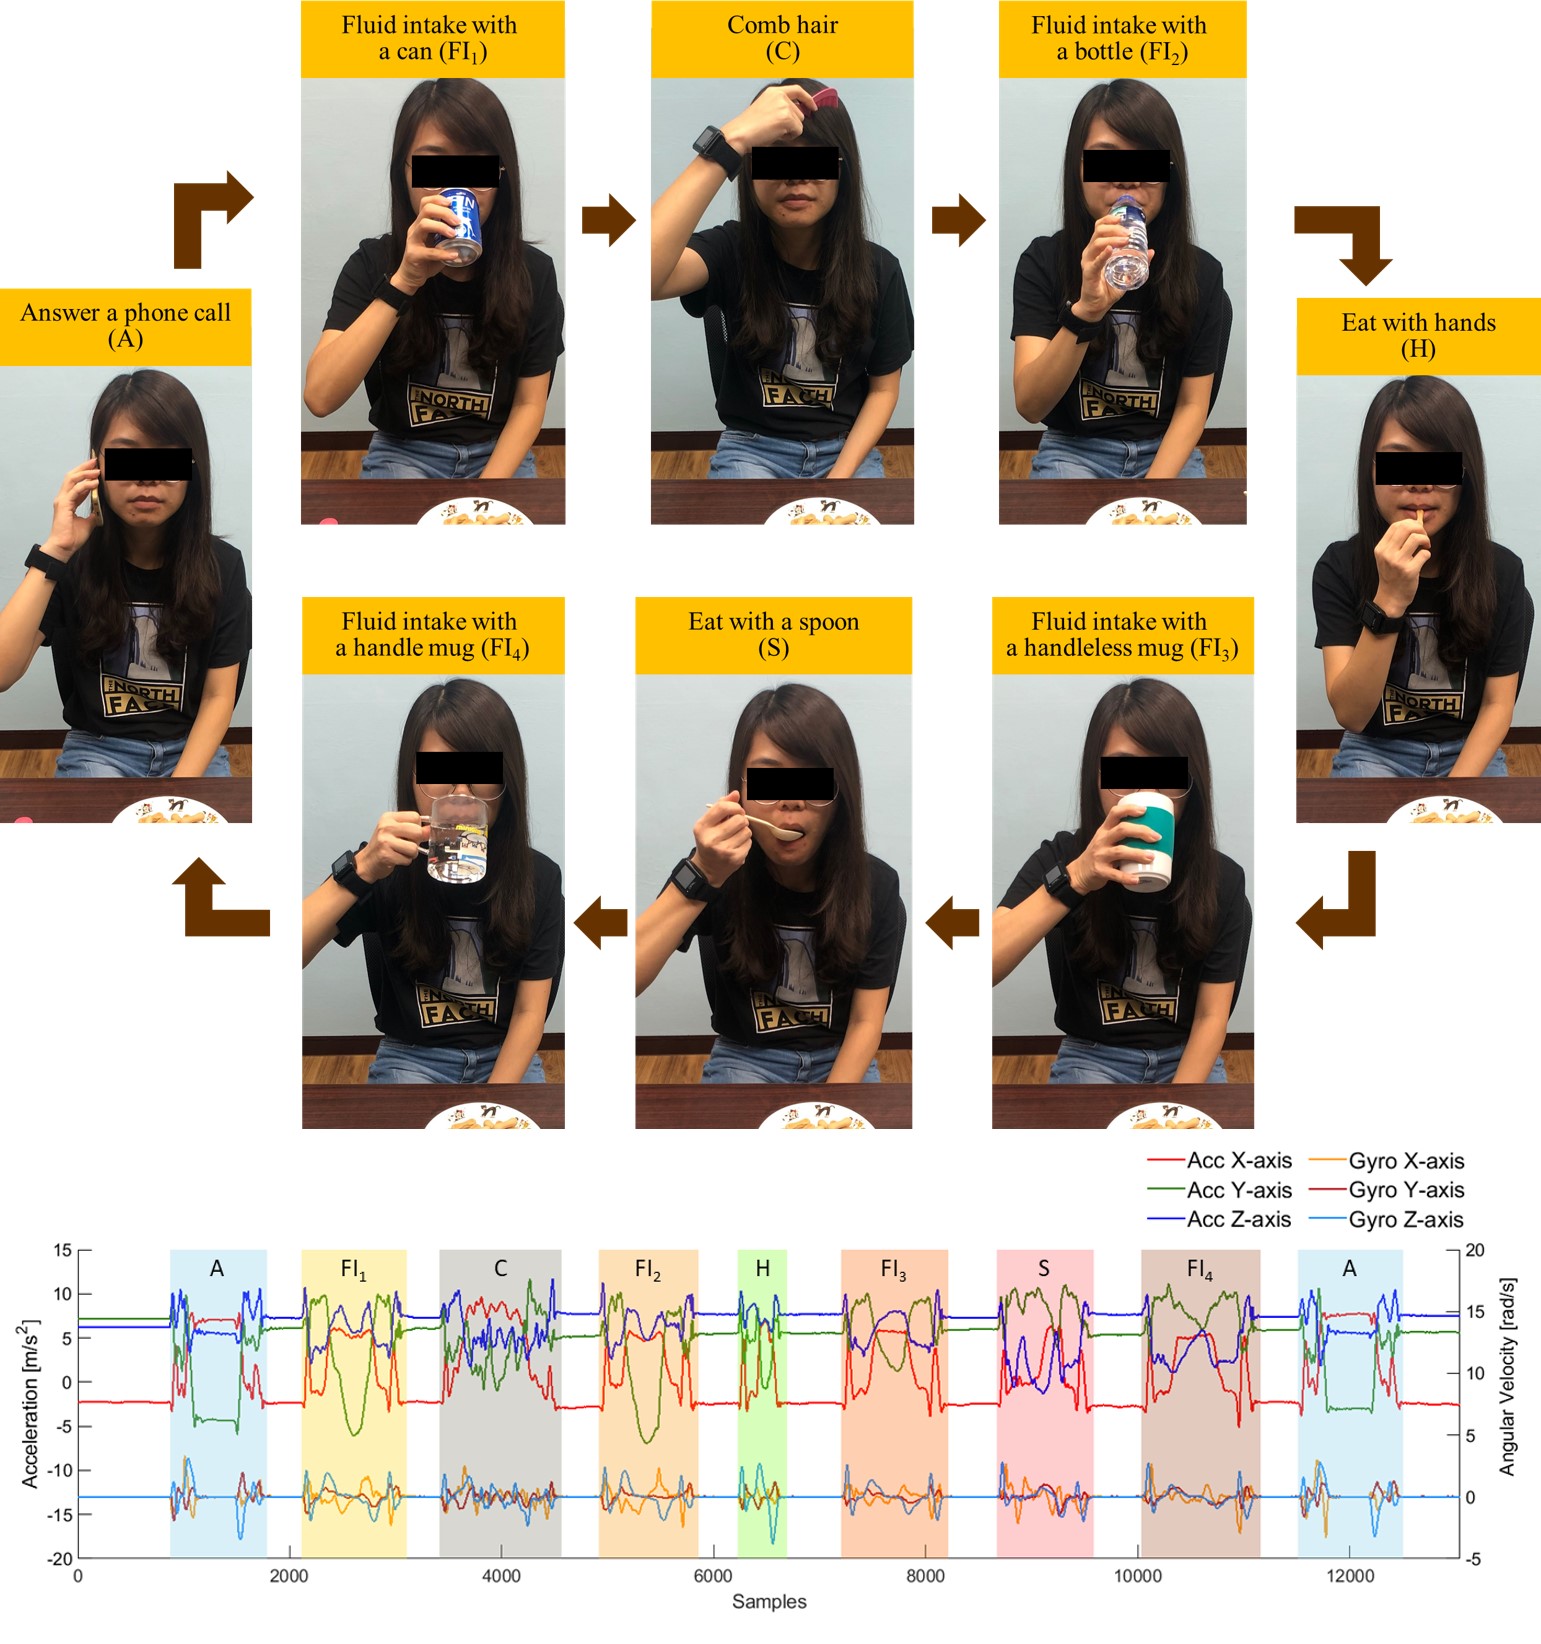 Fluid intake with
a can (FI₁)
Comb hair
(C)
Fluid intake with
a bottle (FI₂)
Answer a phone call
(A)
Eat with hands
(H)
Fluid intake with
a handle mug (FI₄)
Eat with a spoon
(S)
Fluid intake with
a handleless mug (FI₃)
THE
NORTH
FACE
Acc X-axis
Gyro X-axis
Acc Y-axis
Gyro Y-axis
Acc Z-axis
Gyro Z-axis
A
FI₁
C
FI₂
H
FI₃
S
FI₄
A
Acceleration [m/s²]
15
10
5
0
-5
-10
-15
-20
Angular Velocity [rad/s]
20
15
10
5
0
-5
0
2000
4000
6000
8000
10000
12000
Samples